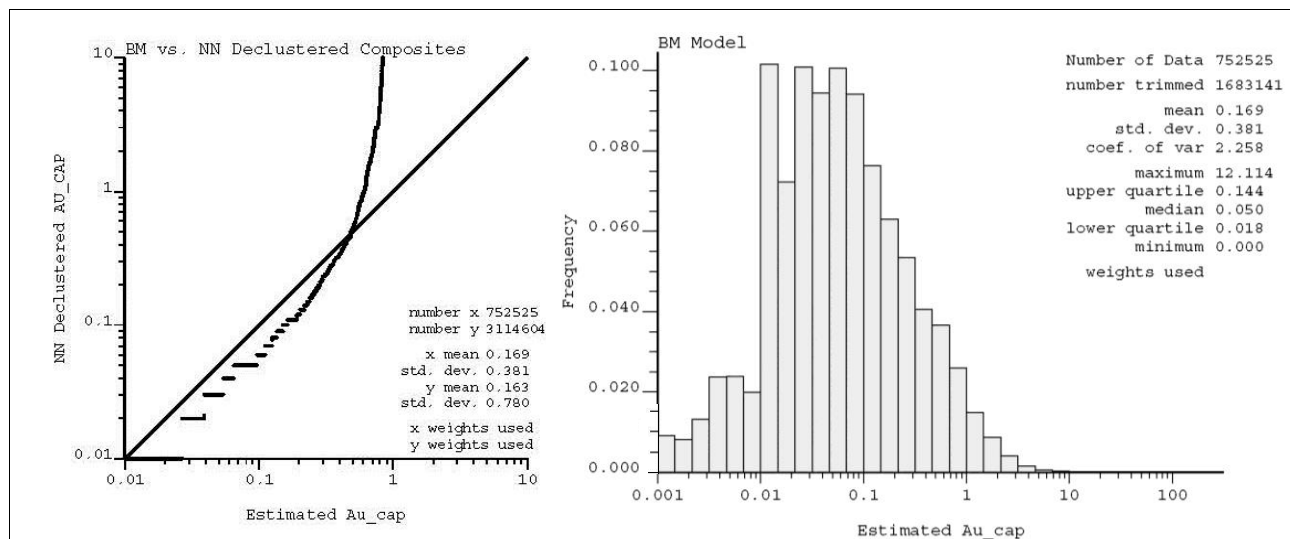 BM vs. NN Declustered Composites
10
1
0.1
0.01
NN Declustered AU_CAP
number x 752525
number y 3114604
x mean 0.169
std. dev. 0.381
y mean 0.163
std. dev. 0.780
x weights used
y weights used
0.01 0.1 1 10
Estimated Au_cap
BM Model
0.100
0.080
0.060
0.040
0.020
0.000
Frequency
Number of Data 752525
number trimmed 1683141
mean 0.169
std. dev. 0.381
coef. of var 2.258
maximum 12.114
upper quartile 0.144
median 0.050
lower quartile 0.018
minimum 0.000
weights used
0.001 0.01 0.1 1 10 100
Estimated Au_cap